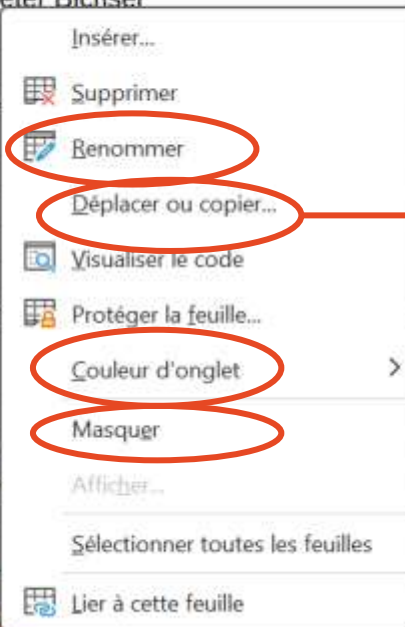 Insérer...
Supprimer
Renommer
Déplacer ou copier...
Visualiser le code
Protéger la feuille...
Couleur d'onglet
Masquer
Afficher...
Sélectionner toutes les feuilles
Lier à cette feuille